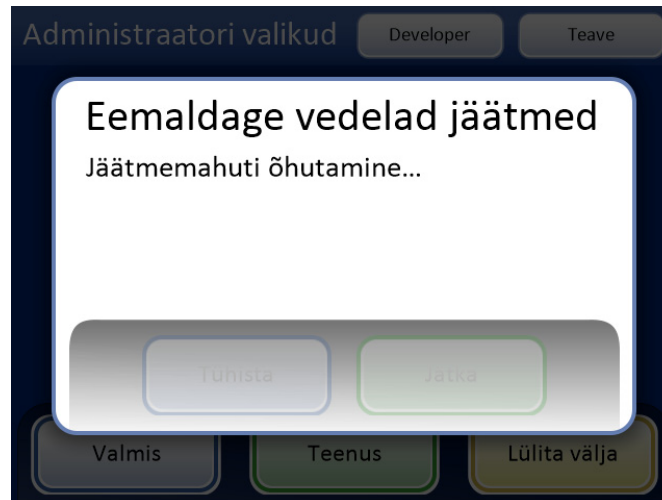 Administraatori valikud
Developer
Teave
Eemaldage vedelad jäätmed
Jäätmemahuti õhutamine...
Tühista
Jätka
Valmis
Teenus
Lülita välja